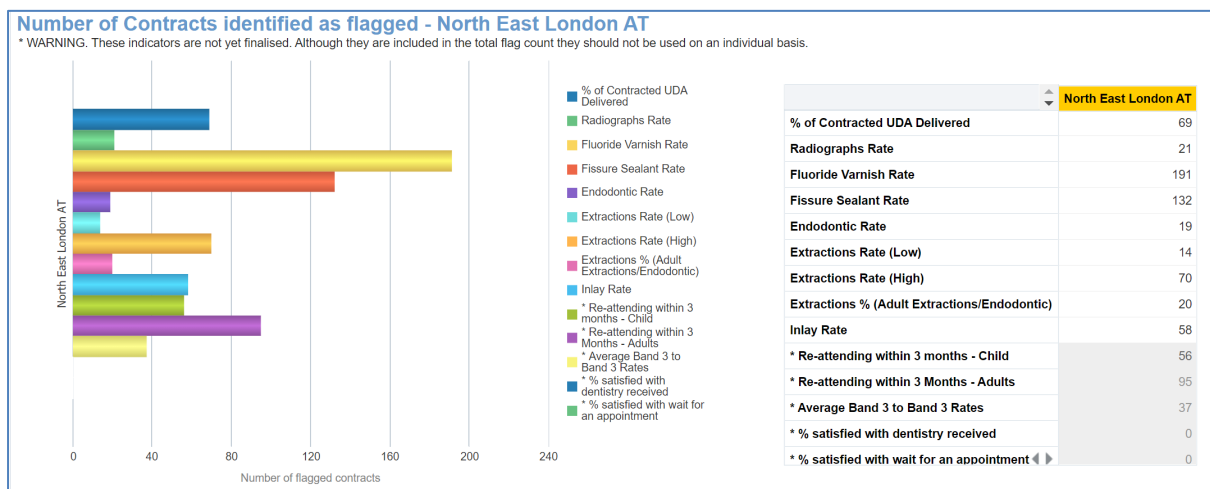 Number of Contracts identified as flagged - North East London AT
* WARNING. These indicators are not yet finalised. Although they are included in the total flag count they should not be used on an individual basis.
North East London AT
0 40 80 120 160 200 240
Number of flagged contracts
% of Contracted UDA
Delivered
Radiographs Rate
Fluoride Varnish Rate
Fissure Sealant Rate
Endodontic Rate
Extractions Rate (Low)
Extractions Rate (High)
Extractions % (Adult
Extractions/Endodontic)
Inlay Rate
* Re-attending within 3
months - Child
* Re-attending within 3
Months - Adults
* Average Band 3 to
Band 3 Rates
* % satisfied with
dentistry received
* % satisfied with wait for
an appointment
North East London AT
% of Contracted UDA Delivered 69
Radiographs Rate 21
Fluoride Varnish Rate 191
Fissure Sealant Rate 132
Endodontic Rate 19
Extractions Rate (Low) 14
Extractions Rate (High) 70
Extractions % (Adult Extractions/Endodontic) 20
Inlay Rate 58
* Re-attending within 3 months - Child 56
* Re-attending within 3 Months - Adults 95
* Average Band 3 to Band 3 Rates 37
* % satisfied with dentistry received 0
* % satisfied with wait for an appointment 0